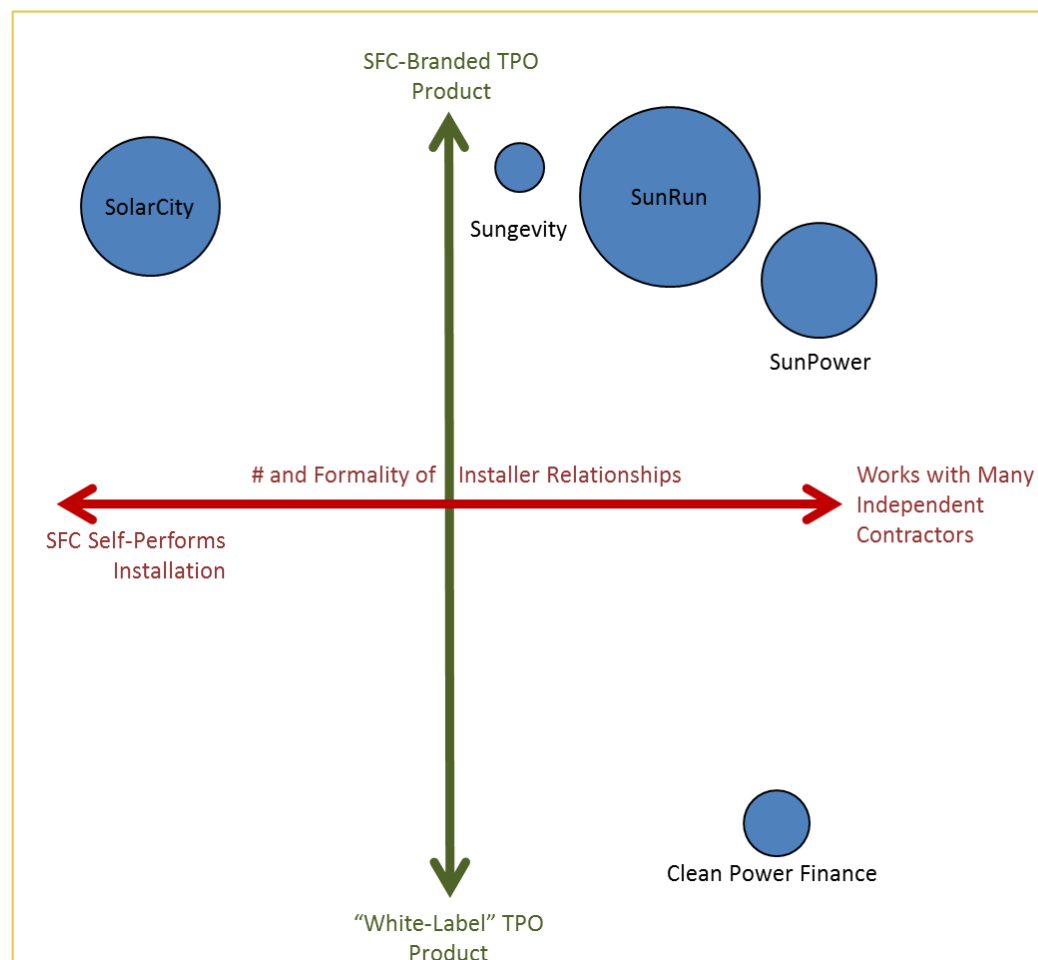 SFC-Branded TPO
Product
SolarCity
SunRun
Sungevity
SunPower
# and Formality of Installer Relationships
Works with Many
Independent
Contractors
SFC Self-Performs
Installation
Clean Power Finance
“White-Label” TPO
Product